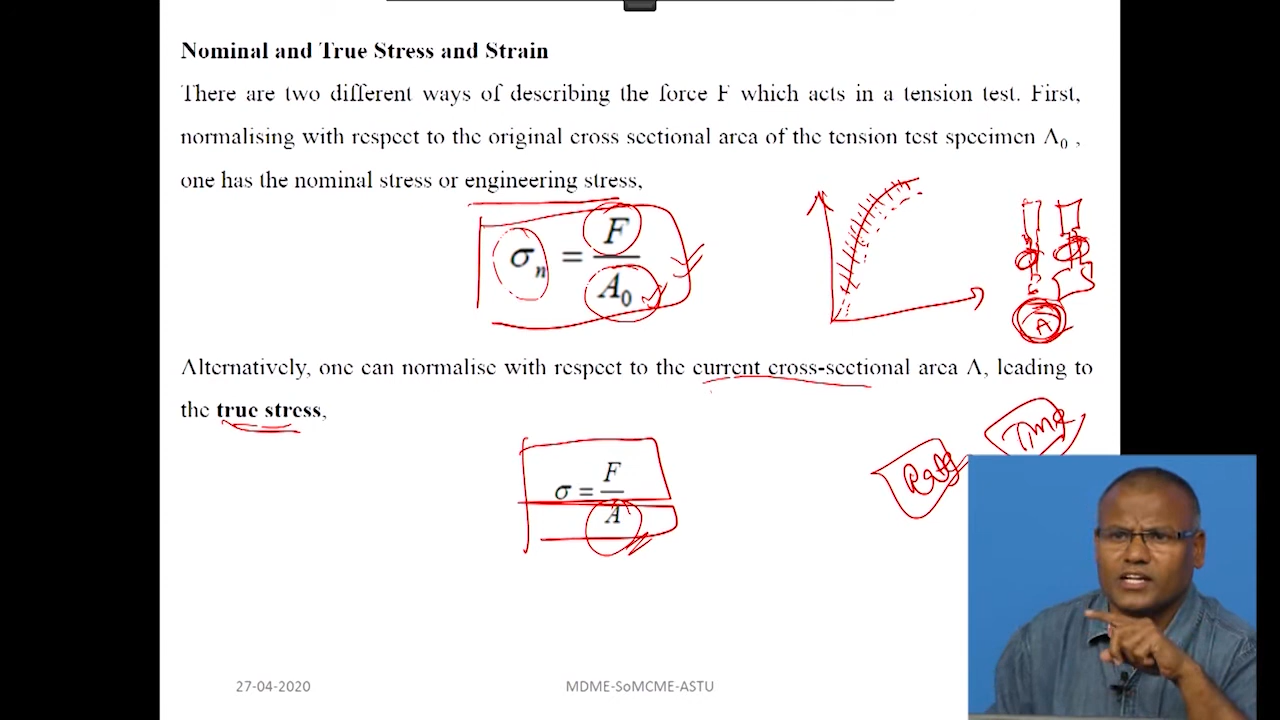 Nominal and True Stress and Strain
There are two different ways of describing the force F which acts in a tension test. First,
normalising with respect to the original cross sectional area of the tension test specimen A₀ ,
one has the nominal stress or engineering stress,
σₙ = F / A₀
A
Alternatively, one can normalise with respect to the current cross-sectional area A, leading to
the true stress,
Time
σ = F / A
27-04-2020 MDME-SoMCME-ASTU